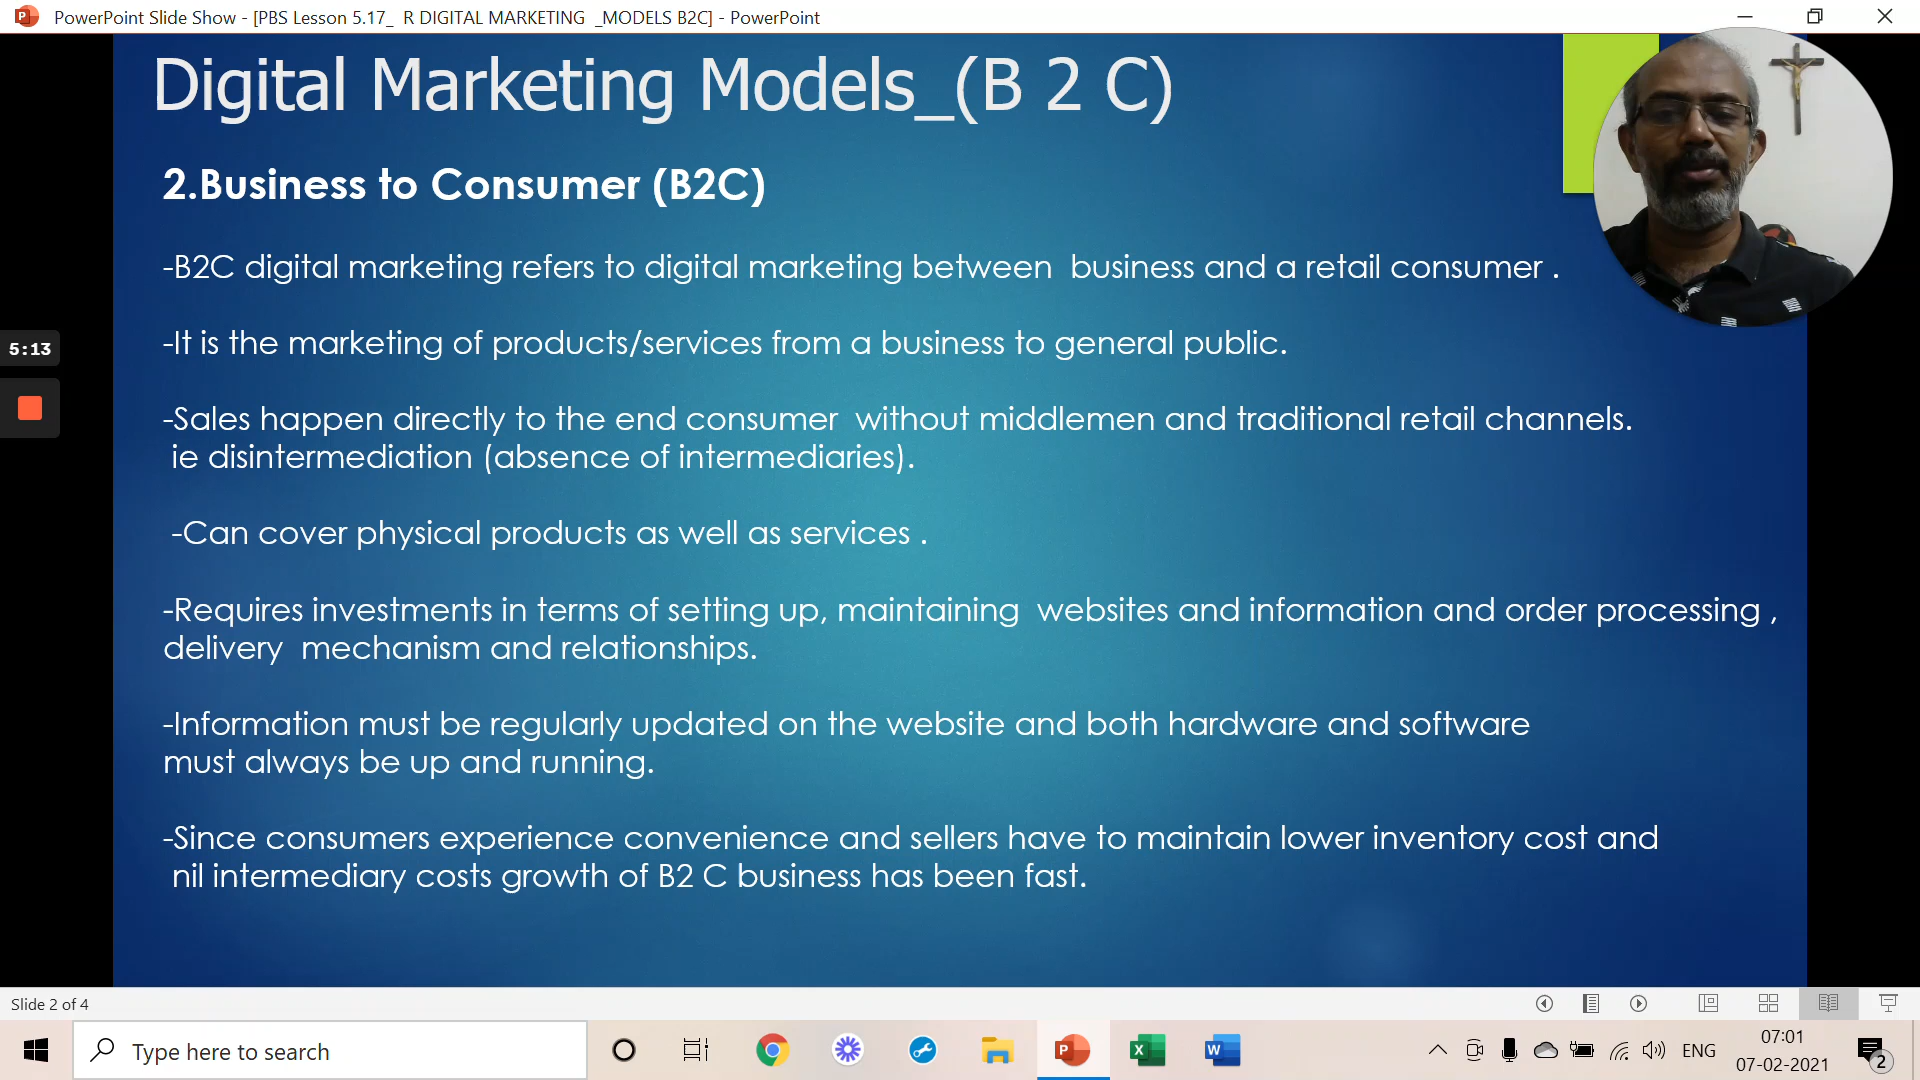 PowerPoint Slide Show - [PBS Lesson 5.17_ R DIGITAL MARKETING _MODELS B2C] - PowerPoint
Digital Marketing Models_(B 2 C)
2.Business to Consumer (B2C)
-B2C digital marketing refers to digital marketing between business and a retail consumer .
-It is the marketing of products/services from a business to general public.
5:13
-Sales happen directly to the end consumer without middlemen and traditional retail channels.
ie disintermediation (absence of intermediaries).
-Can cover physical products as well as services .
-Requires investments in terms of setting up, maintaining websites and information and order processing ,
delivery mechanism and relationships.
-Information must be regularly updated on the website and both hardware and software
must always be up and running.
-Since consumers experience convenience and sellers have to maintain lower inventory cost and
nil intermediary costs growth of B2 C business has been fast.
Slide 2 of 4
Type here to search
ENG
07:01
07-02-2021
2